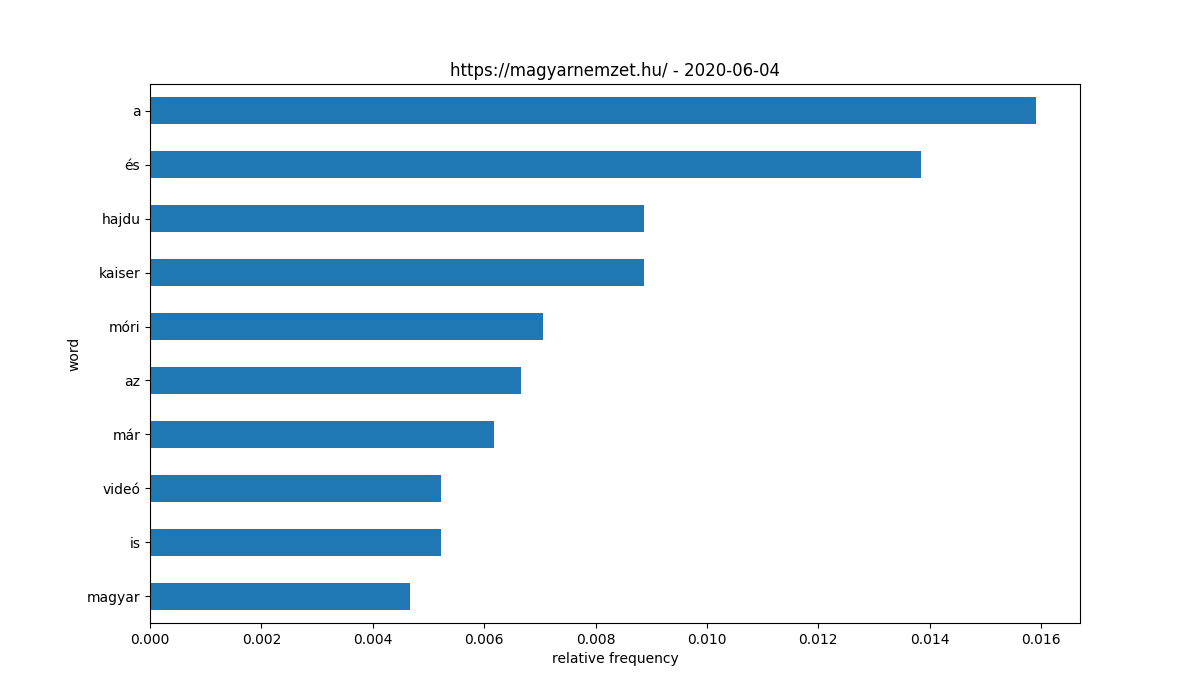 https://magyarnemzet.hu/ - 2020-06-04
a
és
hajdu
kaiser
móri
az
már
videó
is
magyar
word
0.000 0.002 0.004 0.006 0.008 0.010 0.012 0.014 0.016
relative frequency